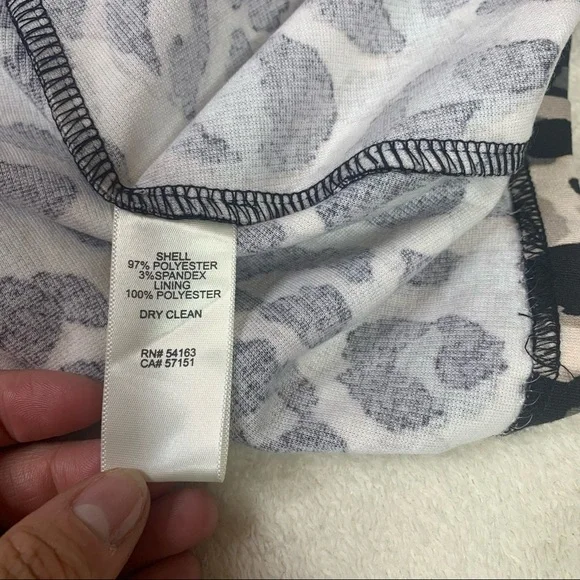 SHELL
97% POLYESTER
3%SPANDEX
LINING
100% POLYESTER
DRY CLEAN
RN# 54163
CA# 57151